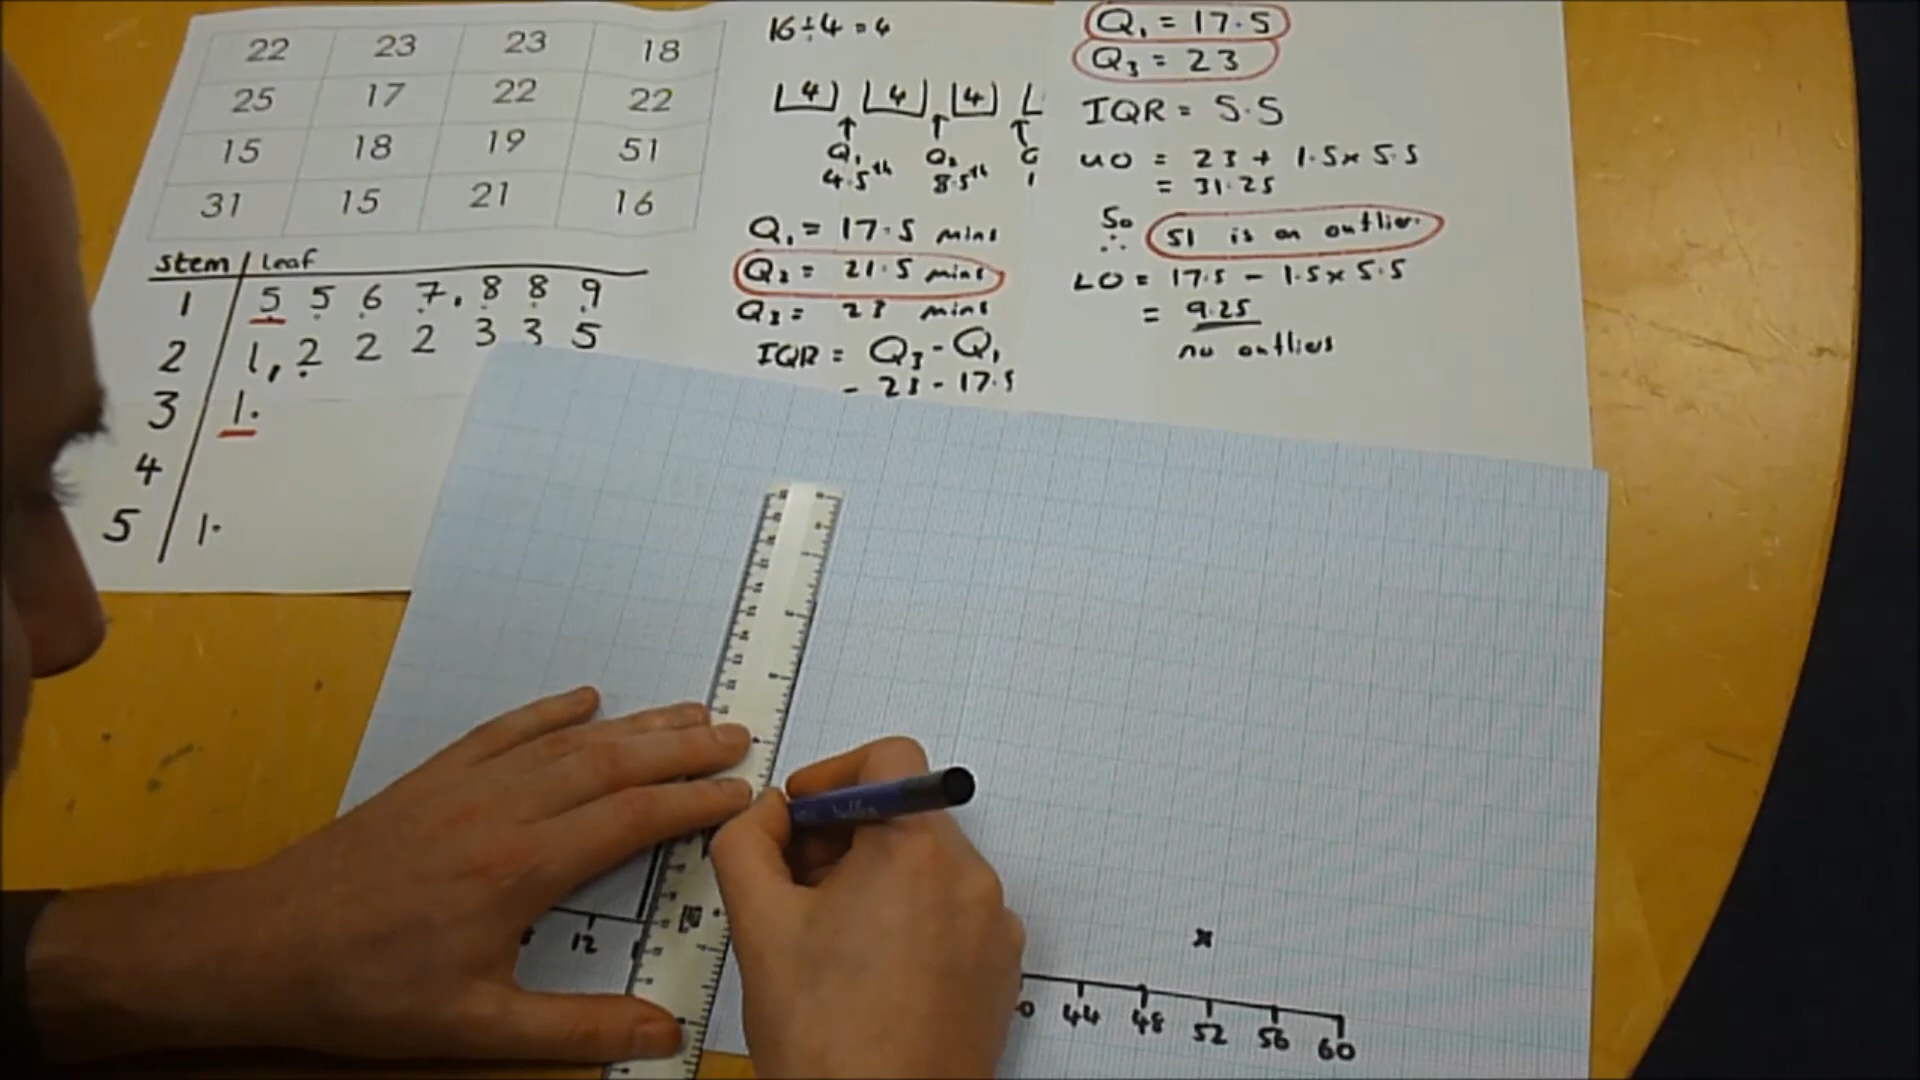 22 23 23 18
25 17 22 22
15 18 19 51
31 15 21 16
stem leaf
1 5 5 6 7 8 8 9
2 1 2 2 2 3 3 5
3 1
4
5 1
16 ÷ 4 = 4
4 4 4
Q₁ Q₂
4.5th 8.5th
Q₁ = 17.5 mins
Q₂ = 21.5 mins
Q₃ = 23 mins
IQR = Q₃ - Q₁
= 23 - 17.5
Q₁ = 17.5
Q₃ = 23
IQR = 5.5
UO = 23 + 1.5 x 5.5
= 31.25
So ∴ 51 is an outlier.
LO = 17.5 - 1.5 x 5.5
= 9.25
no outliers
x
12 44 48 52 56 60